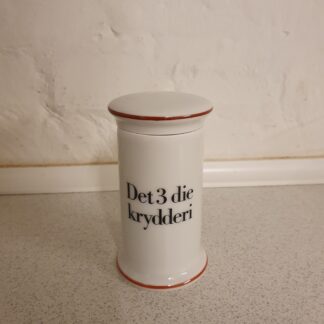 Det 3 die
krydderi